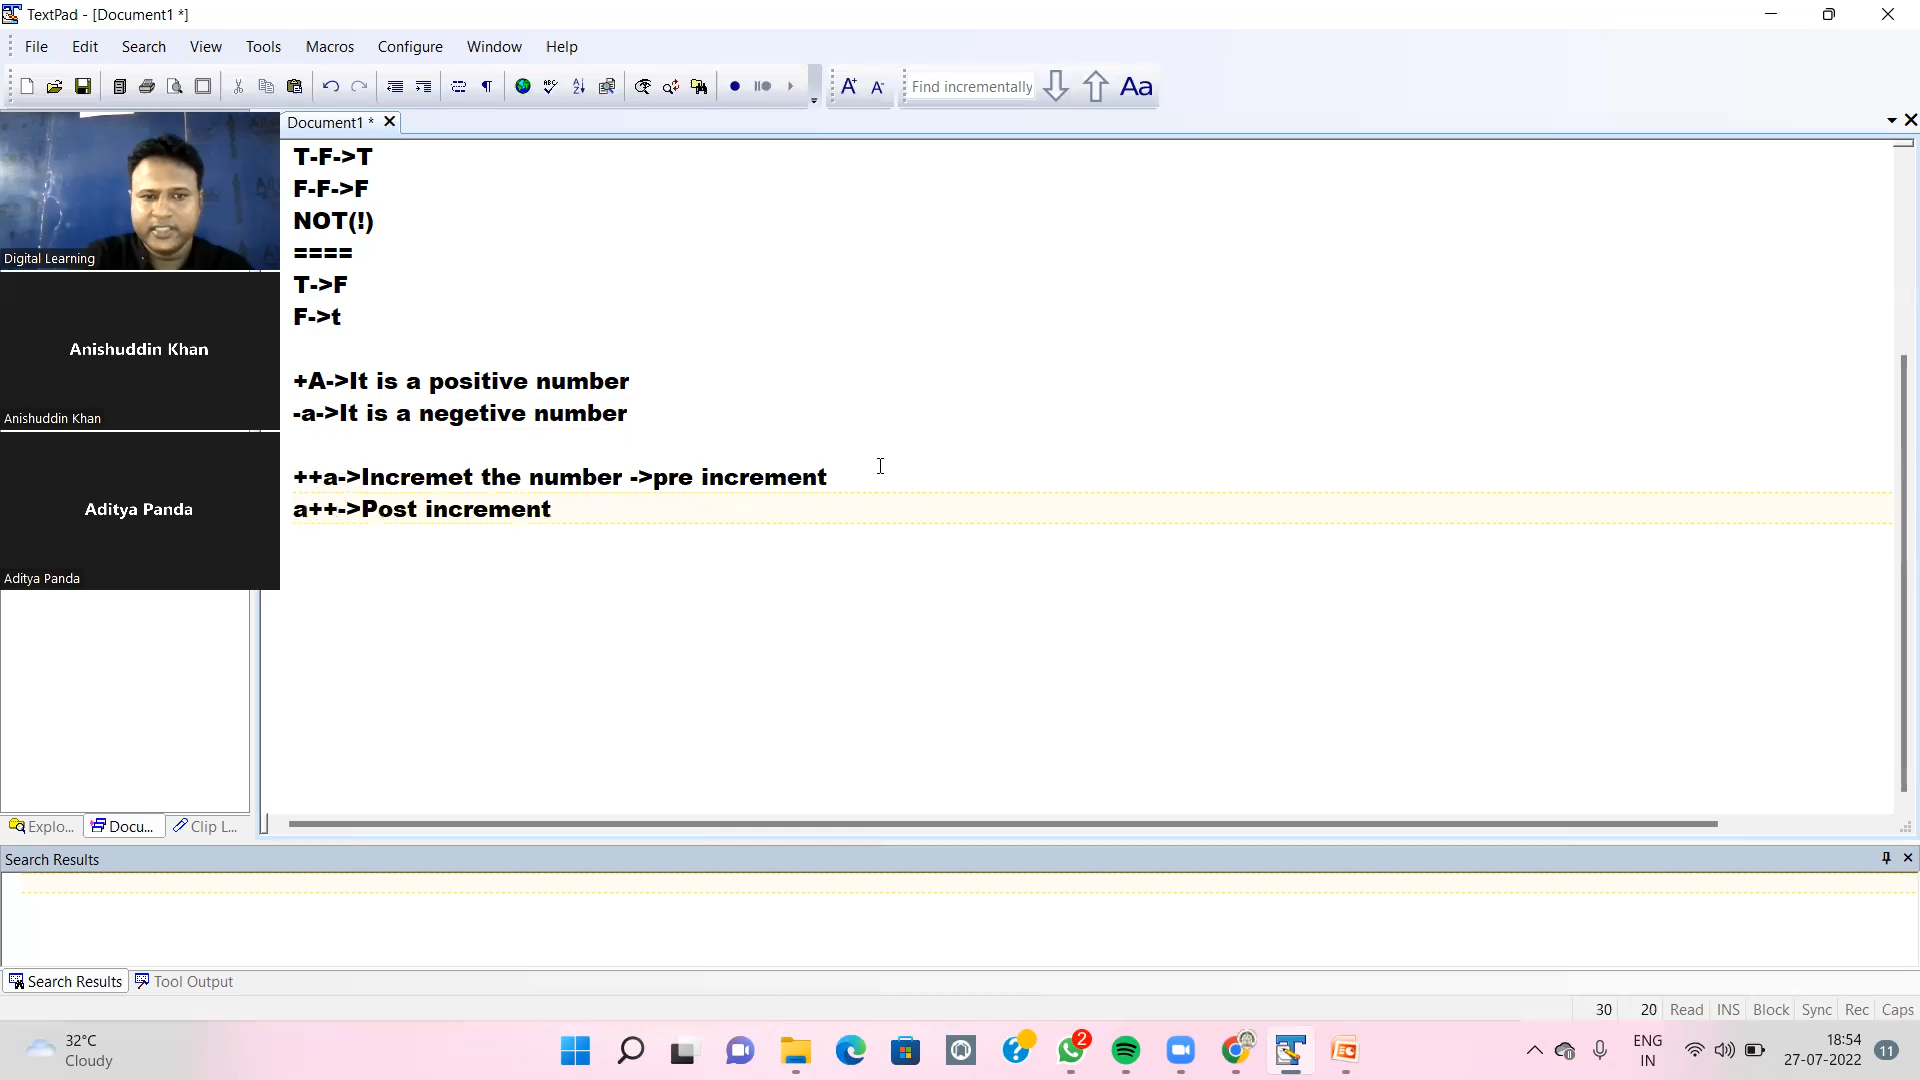 TextPad - [Document1 *]
File Edit Search View Tools Macros Configure Window Help
Find incrementally Aa
Document1 *
T-F->T
F-F->F
NOT(!)
====
T->F
F->t
+A->It is a positive number
-a->It is a negetive number
++a->Incremet the number ->pre increment
a++->Post increment
Digital Learning
Anishuddin Khan
Anishuddin Khan
Aditya Panda
Aditya Panda
Explo... Docu... Clip L...
Search Results
Search Results Tool Output
30 20 Read INS Block Sync Rec Caps
32°C
Cloudy
2
ENG
IN
18:54
27-07-2022
11